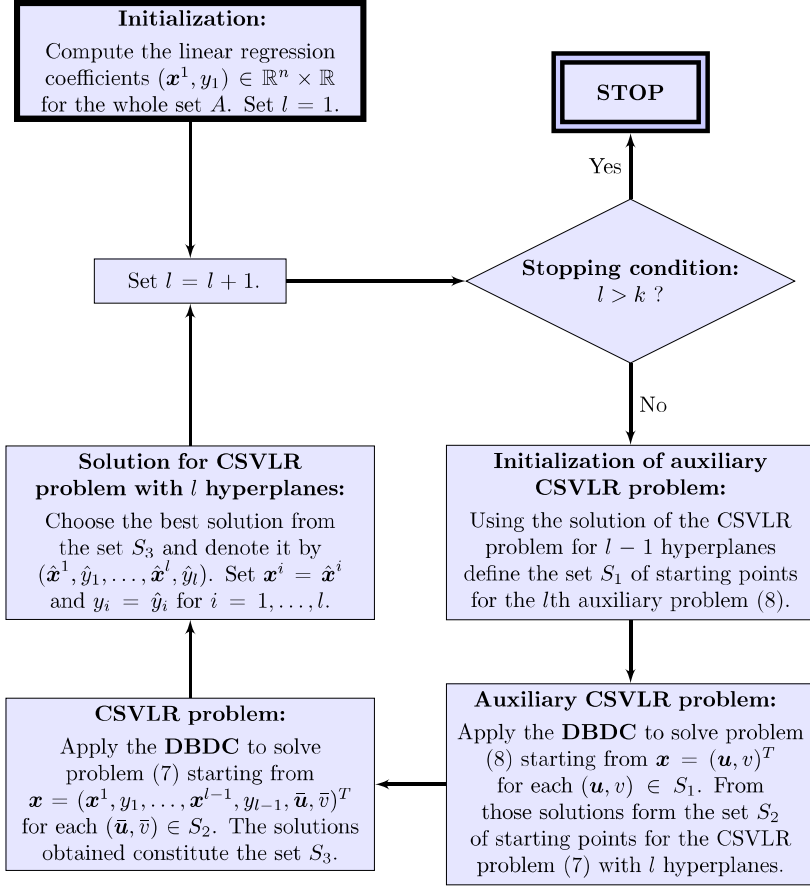 Initialization:
Compute the linear regression
coefficients (𝒙¹, y₁) ∈ ℝⁿ × ℝ
for the whole set A. Set l = 1.
STOP
Yes
Set l = l + 1.
Stopping condition:
l > k ?
No
Initialization of auxiliary
CSVLR problem:
Using the solution of the CSVLR
problem for l − 1 hyperplanes
define the set S₁ of starting points
for the lth auxiliary problem (8).
Auxiliary CSVLR problem:
Apply the DBDC to solve problem
(8) starting from 𝒙 = (𝒖, v)ᵀ
for each (𝒖, v) ∈ S₁. From
those solutions form the set S₂
of starting points for the CSVLR
problem (7) with l hyperplanes.
CSVLR problem:
Apply the DBDC to solve
problem (7) starting from
𝒙 = (𝒙¹, y₁, . . . , 𝒙ˡ⁻¹, yₗ₋₁, 𝒖̄, v̄)ᵀ
for each (𝒖̄, v̄) ∈ S₂. The solutions
obtained constitute the set S₃.
Solution for CSVLR
problem with l hyperplanes:
Choose the best solution from
the set S₃ and denote it by
(𝒙̂¹, ŷ₁, . . . , 𝒙̂ˡ, ŷₗ). Set 𝒙ⁱ = 𝒙̂ⁱ
and yᵢ = ŷᵢ for i = 1, . . . , l.